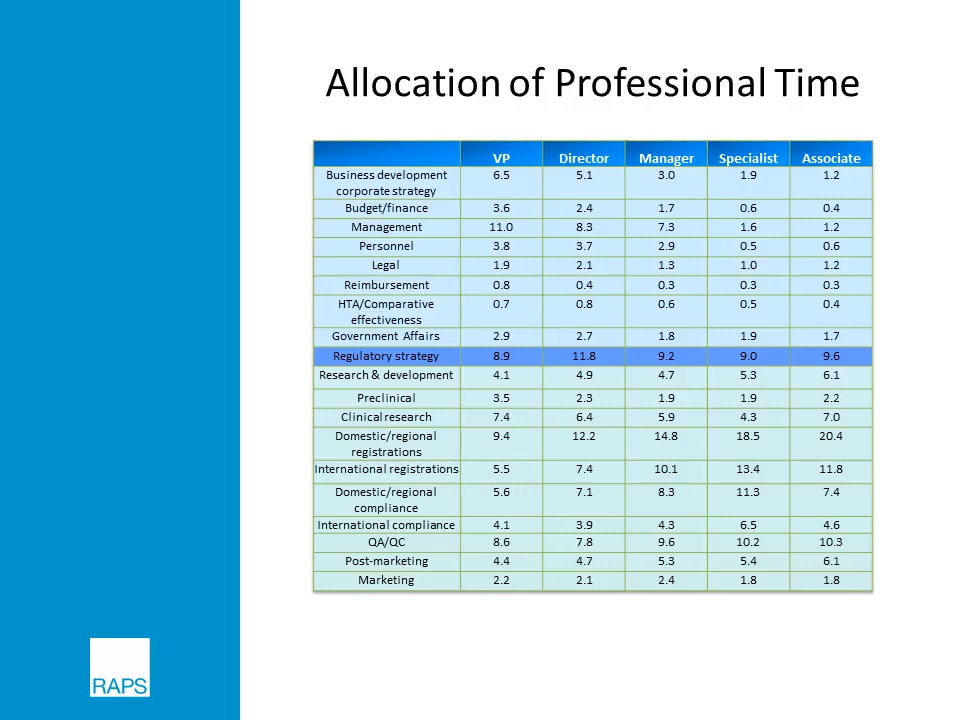 Allocation of Professional Time
VP Director Manager Specialist Associate
Business development
corporate strategy 6.5 5.1 3.0 1.9 1.2
Budget/finance 3.6 2.4 1.7 0.6 0.4
Management 11.0 8.3 7.3 1.6 1.2
Personnel 3.8 3.7 2.9 0.5 0.6
Legal 1.9 2.1 1.3 1.0 1.2
Reimbursement 0.8 0.4 0.3 0.3 0.3
HTA/Comparative
effectiveness 0.7 0.8 0.6 0.5 0.4
Government Affairs 2.9 2.7 1.8 1.9 1.7
Regulatory strategy 8.9 11.8 9.2 9.0 9.6
Research & development 4.1 4.9 4.7 5.3 6.1
Preclinical 3.5 2.3 1.9 1.9 2.2
Clinical research 7.4 6.4 5.9 4.3 7.0
Domestic/regional
registrations 9.4 12.2 14.8 18.5 20.4
International registrations 5.5 7.4 10.1 13.4 11.8
Domestic/regional
compliance 5.6 7.1 8.3 11.3 7.4
International compliance 4.1 3.9 4.3 6.5 4.6
QA/QC 8.6 7.8 9.6 10.2 10.3
Post-marketing 4.4 4.7 5.3 5.4 6.1
Marketing 2.2 2.1 2.4 1.8 1.8
RAPS